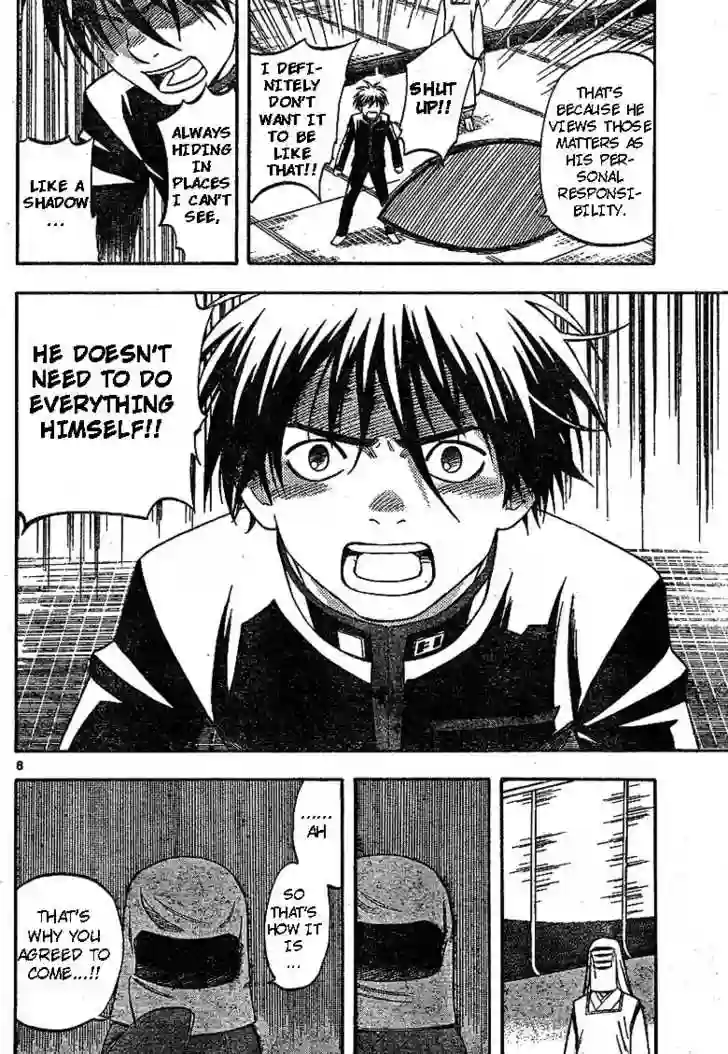 THAT'S
BECAUSE HE
VIEWS THOSE
MATTERS AS
HIS PER-
SONAL
RESPONSI-
BILITY.
SHUT
UP!!
I DEFI-
NITELY
DON'T
WANT IT
TO BE
LIKE
THAT!!
ALWAYS
HIDING
IN
PLACES
I CAN'T
SEE,
LIKE A
SHADOW
...
HE DOESN'T
NEED TO DO
EVERYTHING
HIMSELF!!
8
......
AH
SO
THAT'S
HOW IT
IS
...
THAT'S
WHY YOU
AGREED TO
COME...!!